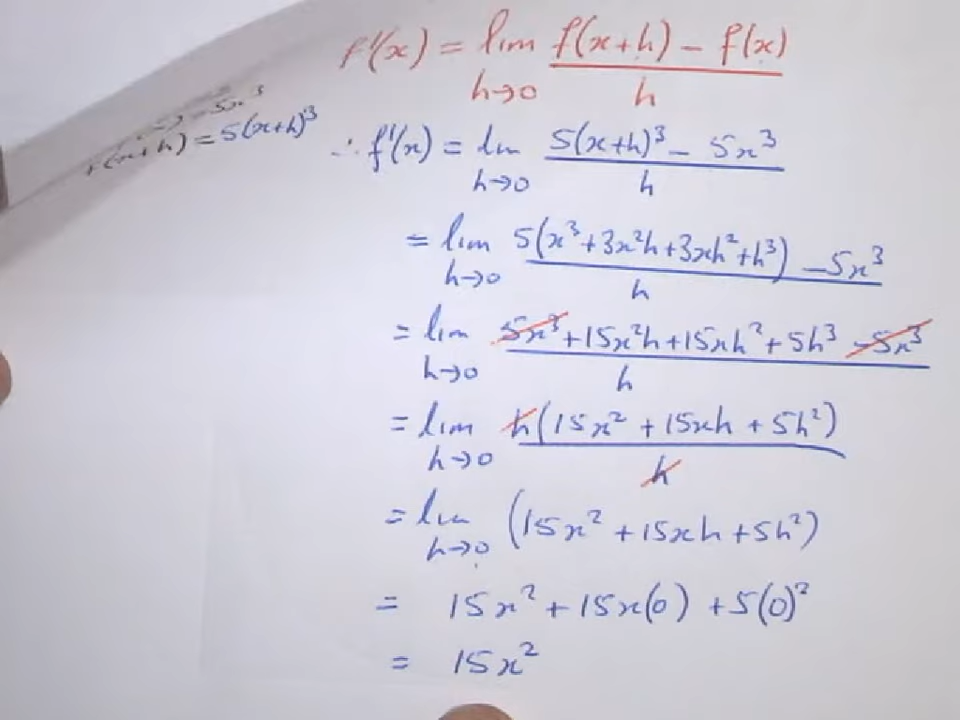 f'(x) = lim f(x+h) - f(x)
h→0 h
= 5x³
(x+h) = 5(x+h)³
∴ f'(x) = lim 5(x+h)³ - 5x³
h→0 h
= lim 5(x³+3x²h+3xh²+h³) - 5x³
h→0 h
= lim 5x³+15x²h+15xh²+5h³ -5x³
h→0 h
= lim h(15x² + 15xh + 5h²)
h→0 h
= lim (15x² + 15xh + 5h²)
h→0
= 15x² + 15x(0) + 5(0)²
= 15x²